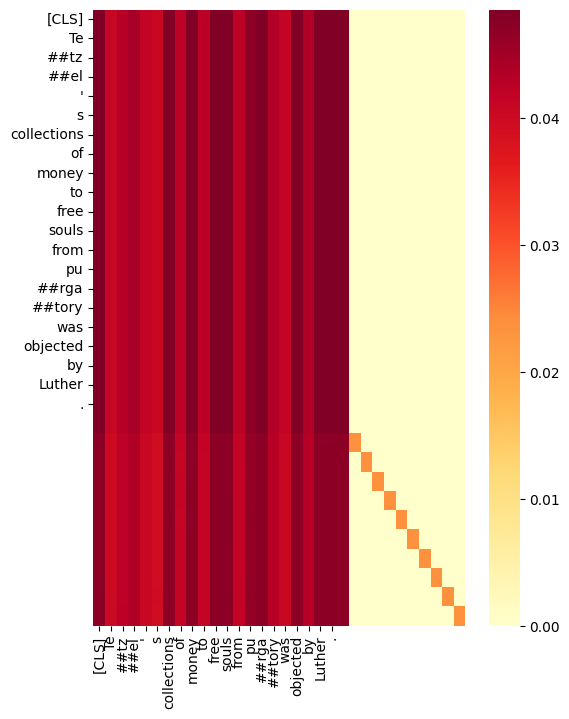 [CLS]
Te
##tz
##el
'
s
collections
of
money
to
free
souls
from
pu
##rga
##tory
was
objected
by
Luther
.
0.04
0.03
0.02
0.01
0.00
[CLS]
Te
##tz
##el
'
s
collections
of
money
to
free
souls
from
pu
##rga
##tory
was
objected
by
Luther
.